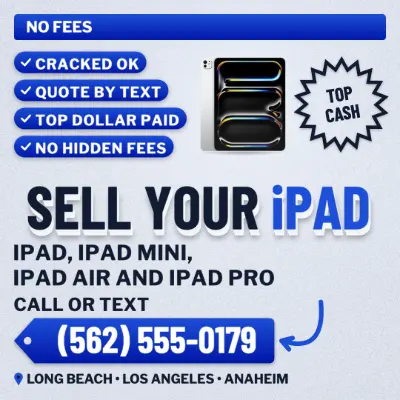 NO FEES
CRACKED OK
QUOTE BY TEXT
TOP DOLLAR PAID
NO HIDDEN FEES
TOP
CASH
SELL YOUR iPAD
IPAD, IPAD MINI,
IPAD AIR AND IPAD PRO
CALL OR TEXT
(562) 555-0179
LONG BEACH • LOS ANGELES • ANAHEIM